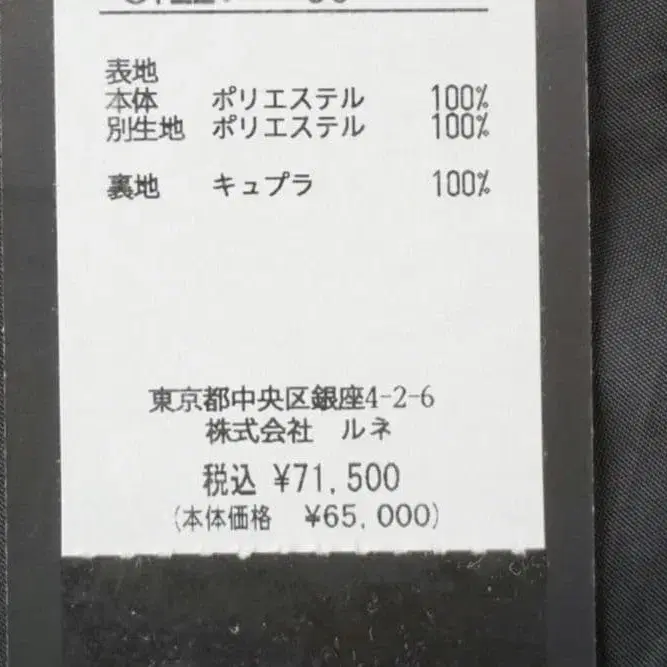 表地
本体 ポリエステル 100%
別生地 ポリエステル 100%
裏地 キュプラ 100%
東京都中央区銀座4-2-6
株式会社 ルネ
税込 ¥71,500
(本体価格 ¥65,000)